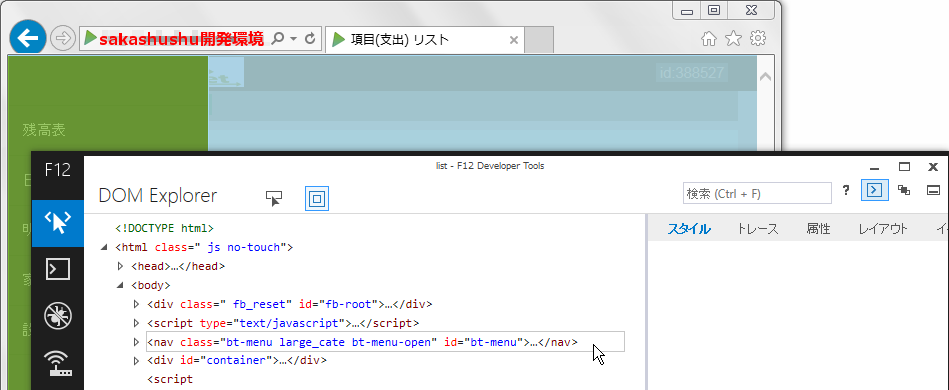 sakashushu開発環境
項目(支出) リスト
id:388527
残高表
list - F12 Developer Tools
F12
DOM Explorer
検索 (Ctrl + F)
?
<!DOCTYPE html>
スタイル トレース 属性 レイアウト
<html class=" js no-touch">
<head>…</head>
<body>
<div class=" fb_reset" id="fb-root">…</div>
<script type="text/javascript">…</script>
<nav class="bt-menu large_cate bt-menu-open" id="bt-menu">…</nav>
<div id="container">…</div>
<script